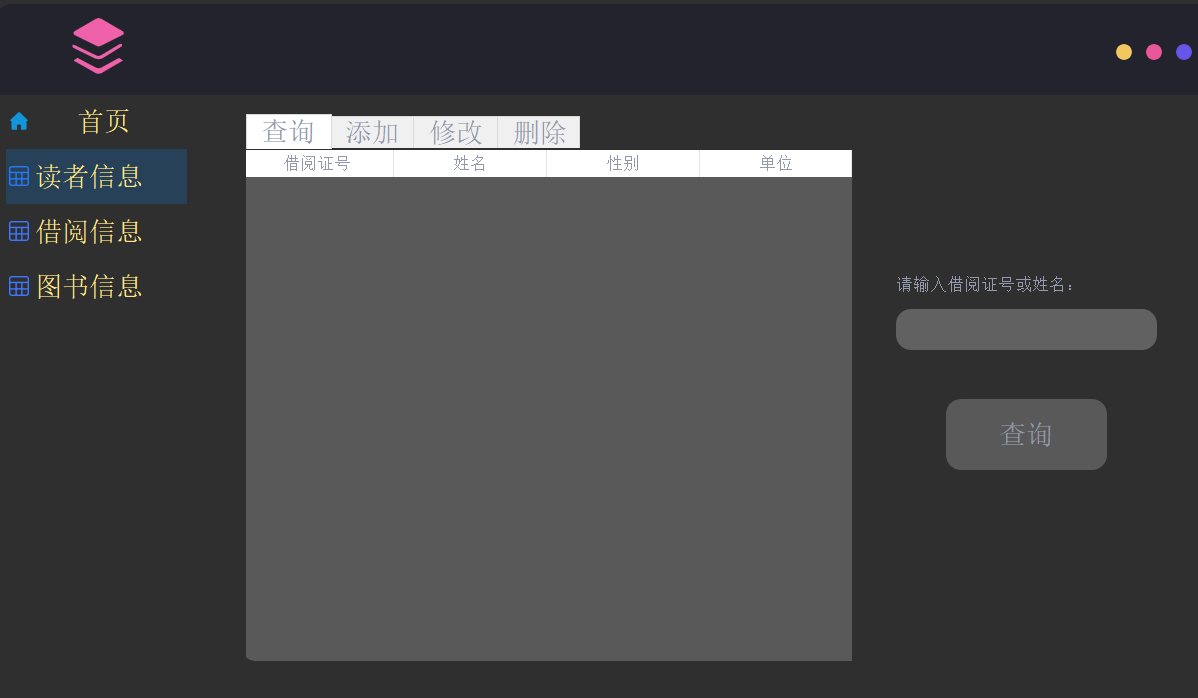 首页
读者信息
借阅信息
图书信息
查询 添加 修改 删除
借阅证号 姓名 性别 单位
请输入借阅证号或姓名：
查询